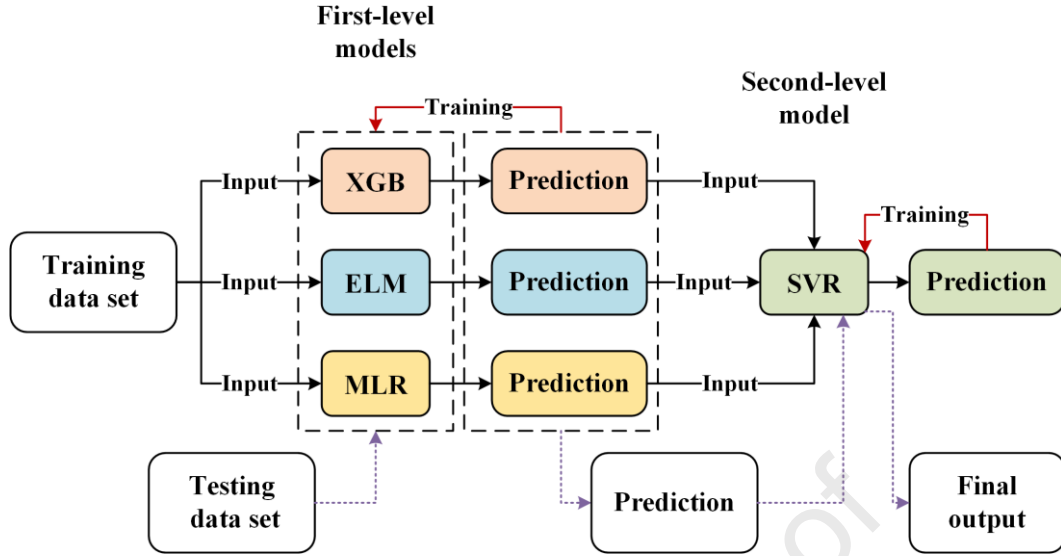 First-level
models
Second-level
model
Training
Input
XGB
Prediction
Input
Training
Training
data set
Input
ELM
Prediction
Input
SVR
Prediction
Input
MLR
Prediction
Input
Testing
data set
Prediction
Final
output
of